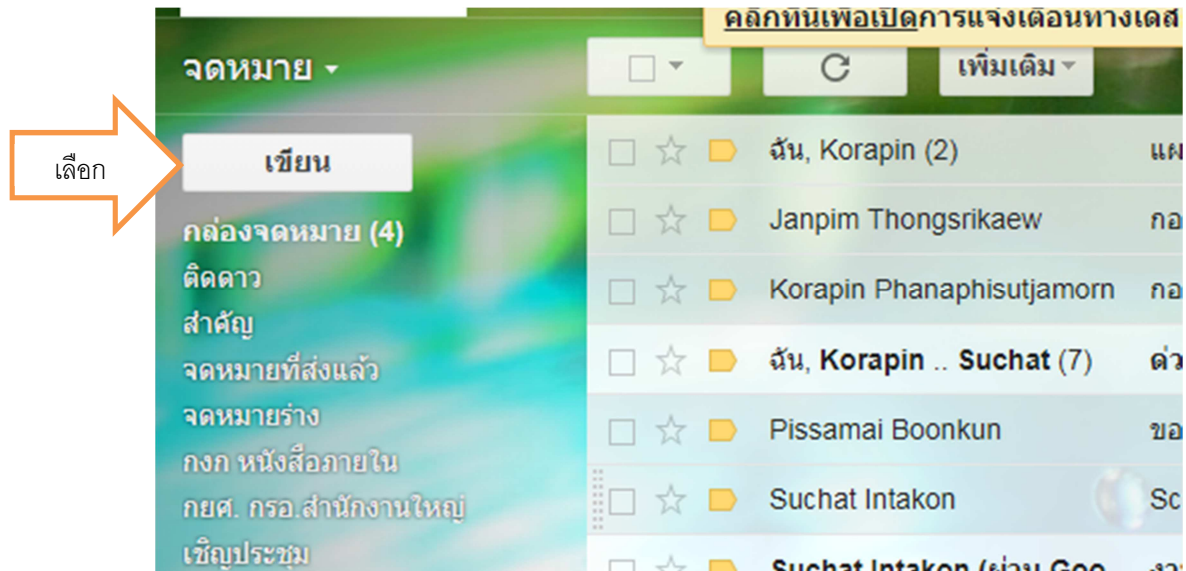 คลิกที่นี่เพื่อเปิดการแจ้งเตือนทางเดส
จดหมาย
เพิ่มเติม
เลือก
เขียน
กล่องจดหมาย (4)
ติดดาว
สำคัญ
จดหมายที่ส่งแล้ว
จดหมายร่าง
กงก หนังสือภายใน
กยศ. กรอ.สำนักงานใหญ่
เชิญประชุม
ฉัน, Korapin (2) แผ
Janpim Thongsrikaew กอ
Korapin Phanaphisutjamorn กอ
ฉัน, Korapin .. Suchat (7) ด่ว
Pissamai Boonkun ขอ
Suchat Intakon Sc
Suchat Intakon (ผ่าน Goo